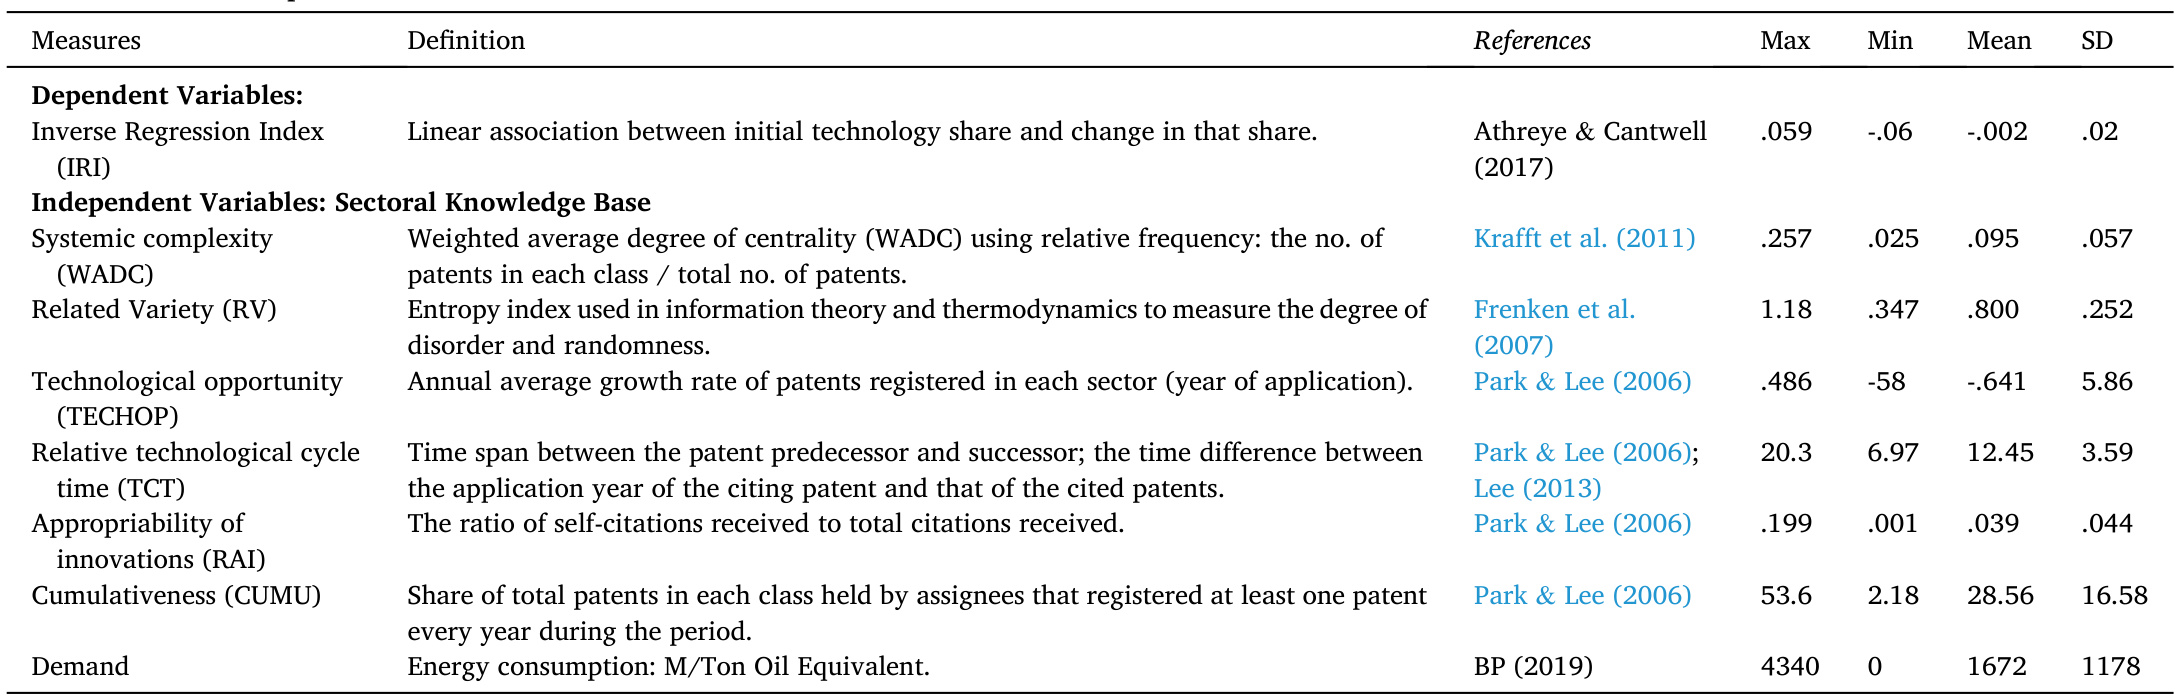 Measures Definition References Max Min Mean SD
Dependent Variables:
Inverse Regression Index Linear association between initial technology share and change in that share. Athreye & Cantwell .059 -.06 -.002 .02
(IRI) (2017)
Independent Variables: Sectoral Knowledge Base
Systemic complexity Weighted average degree of centrality (WADC) using relative frequency: the no. of Krafft et al. (2011) .257 .025 .095 .057
(WADC) patents in each class / total no. of patents.
Related Variety (RV) Entropy index used in information theory and thermodynamics to measure the degree of Frenken et al. 1.18 .347 .800 .252
disorder and randomness. (2007)
Technological opportunity Annual average growth rate of patents registered in each sector (year of application). Park & Lee (2006) .486 -58 -.641 5.86
(TECHOP)
Relative technological cycle Time span between the patent predecessor and successor; the time difference between Park & Lee (2006); 20.3 6.97 12.45 3.59
time (TCT) the application year of the citing patent and that of the cited patents. Lee (2013)
Appropriability of The ratio of self-citations received to total citations received. Park & Lee (2006) .199 .001 .039 .044
innovations (RAI)
Cumulativeness (CUMU) Share of total patents in each class held by assignees that registered at least one patent Park & Lee (2006) 53.6 2.18 28.56 16.58
every year during the period.
Demand Energy consumption: M/Ton Oil Equivalent. BP (2019) 4340 0 1672 1178